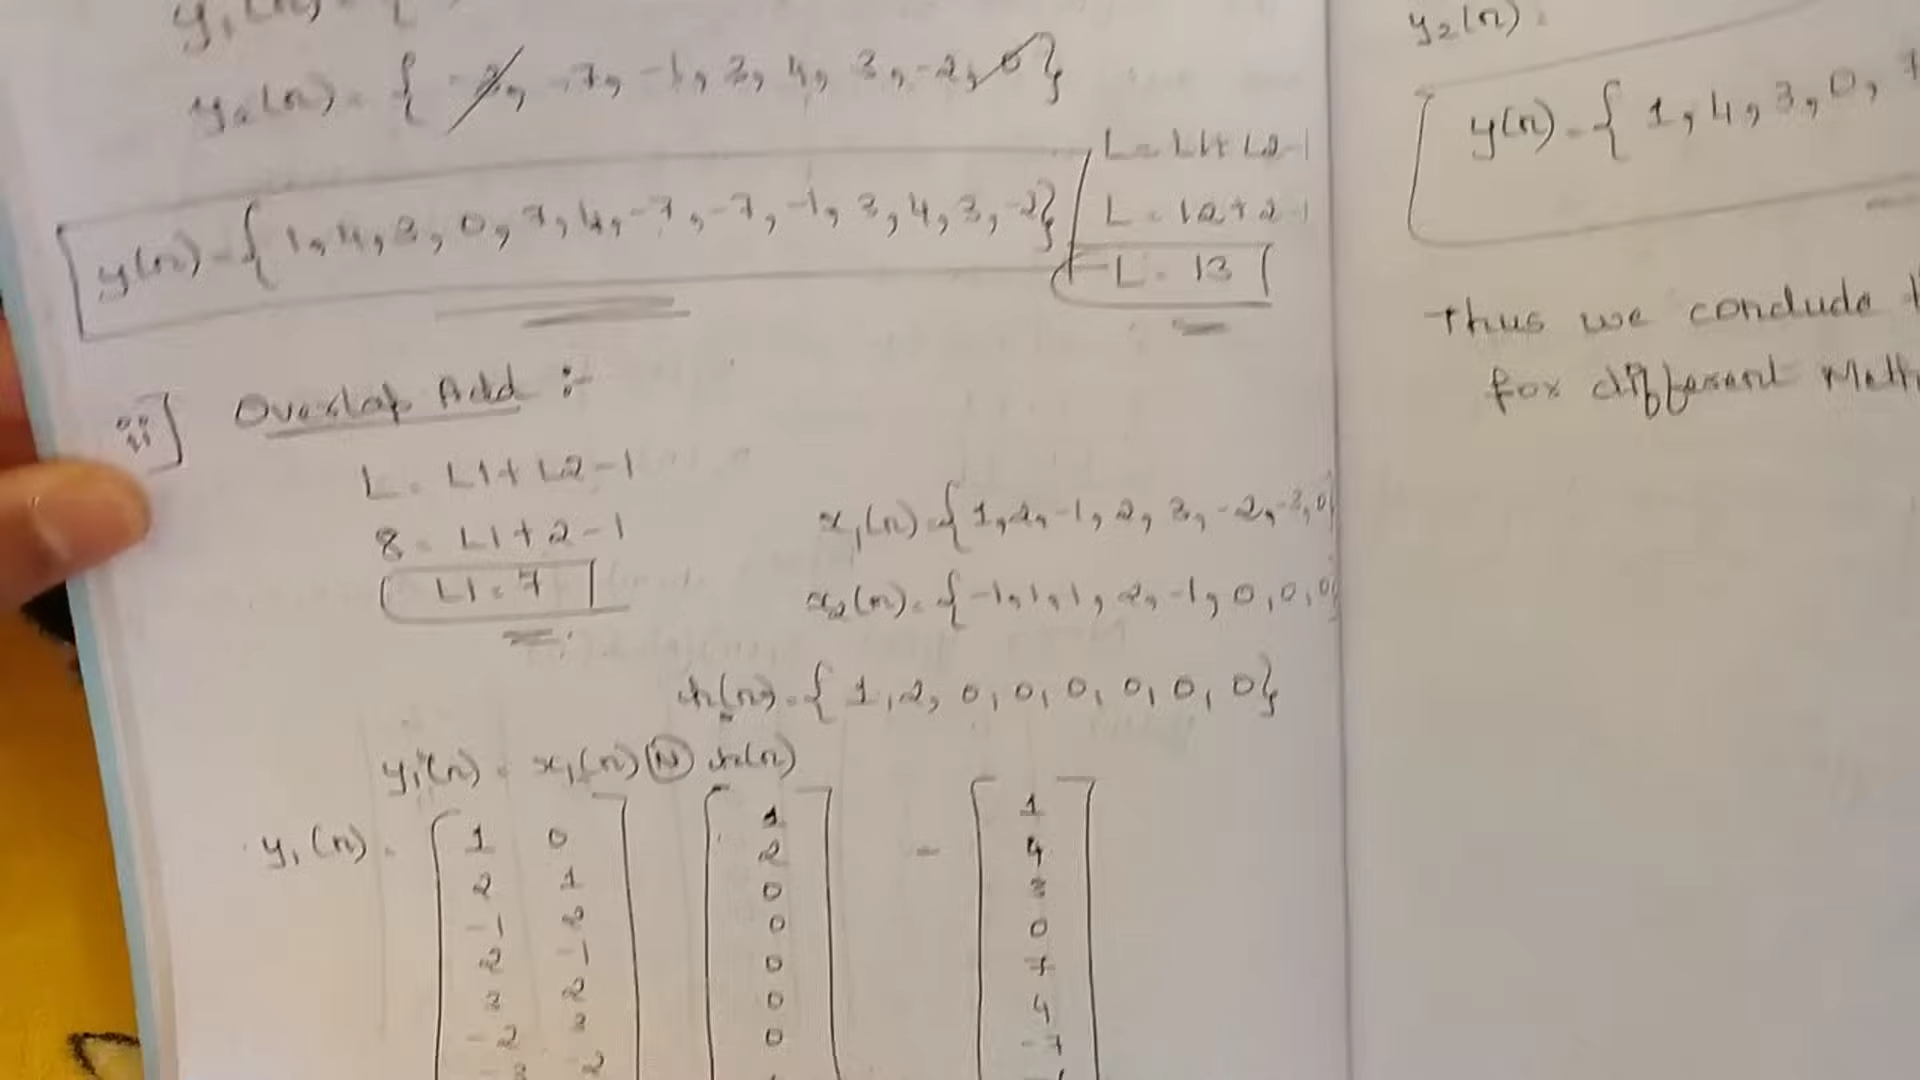 y₂(n) = { -2, -7, -1, 3, 4, 3, -2, 0}
y(n) = { 1, 4, 3, 0, 7, 4, -7, -7, -1, 3, 4, 3, -2}
L = L1 + L2 - 1
L = 12 + 2 - 1
L = 13
ii] Overlap Add :-
L = L1 + L2 - 1
8 = L1 + 2 - 1
L1 = 7
x₁(n) = { 1, 2, -1, 2, 3, -2, -3, 0}
x₂(n) = { -1, 1, 1, 2, -1, 0, 0, 0}
h(n) = { 1, 2, 0, 0, 0, 0, 0, 0}
y₁(n) = x₁(n) Ⓝ h(n)
y₁(n) =
1 0
2 1
-1 2
2 -1
3 2
-2 3
-3 -2
1
2
0
0
0
0
0
=
1
4
3
0
7
4
-7
y₂(n) =
y(n) = { 1, 4, 3, 0, 7
Thus we conclude
for different